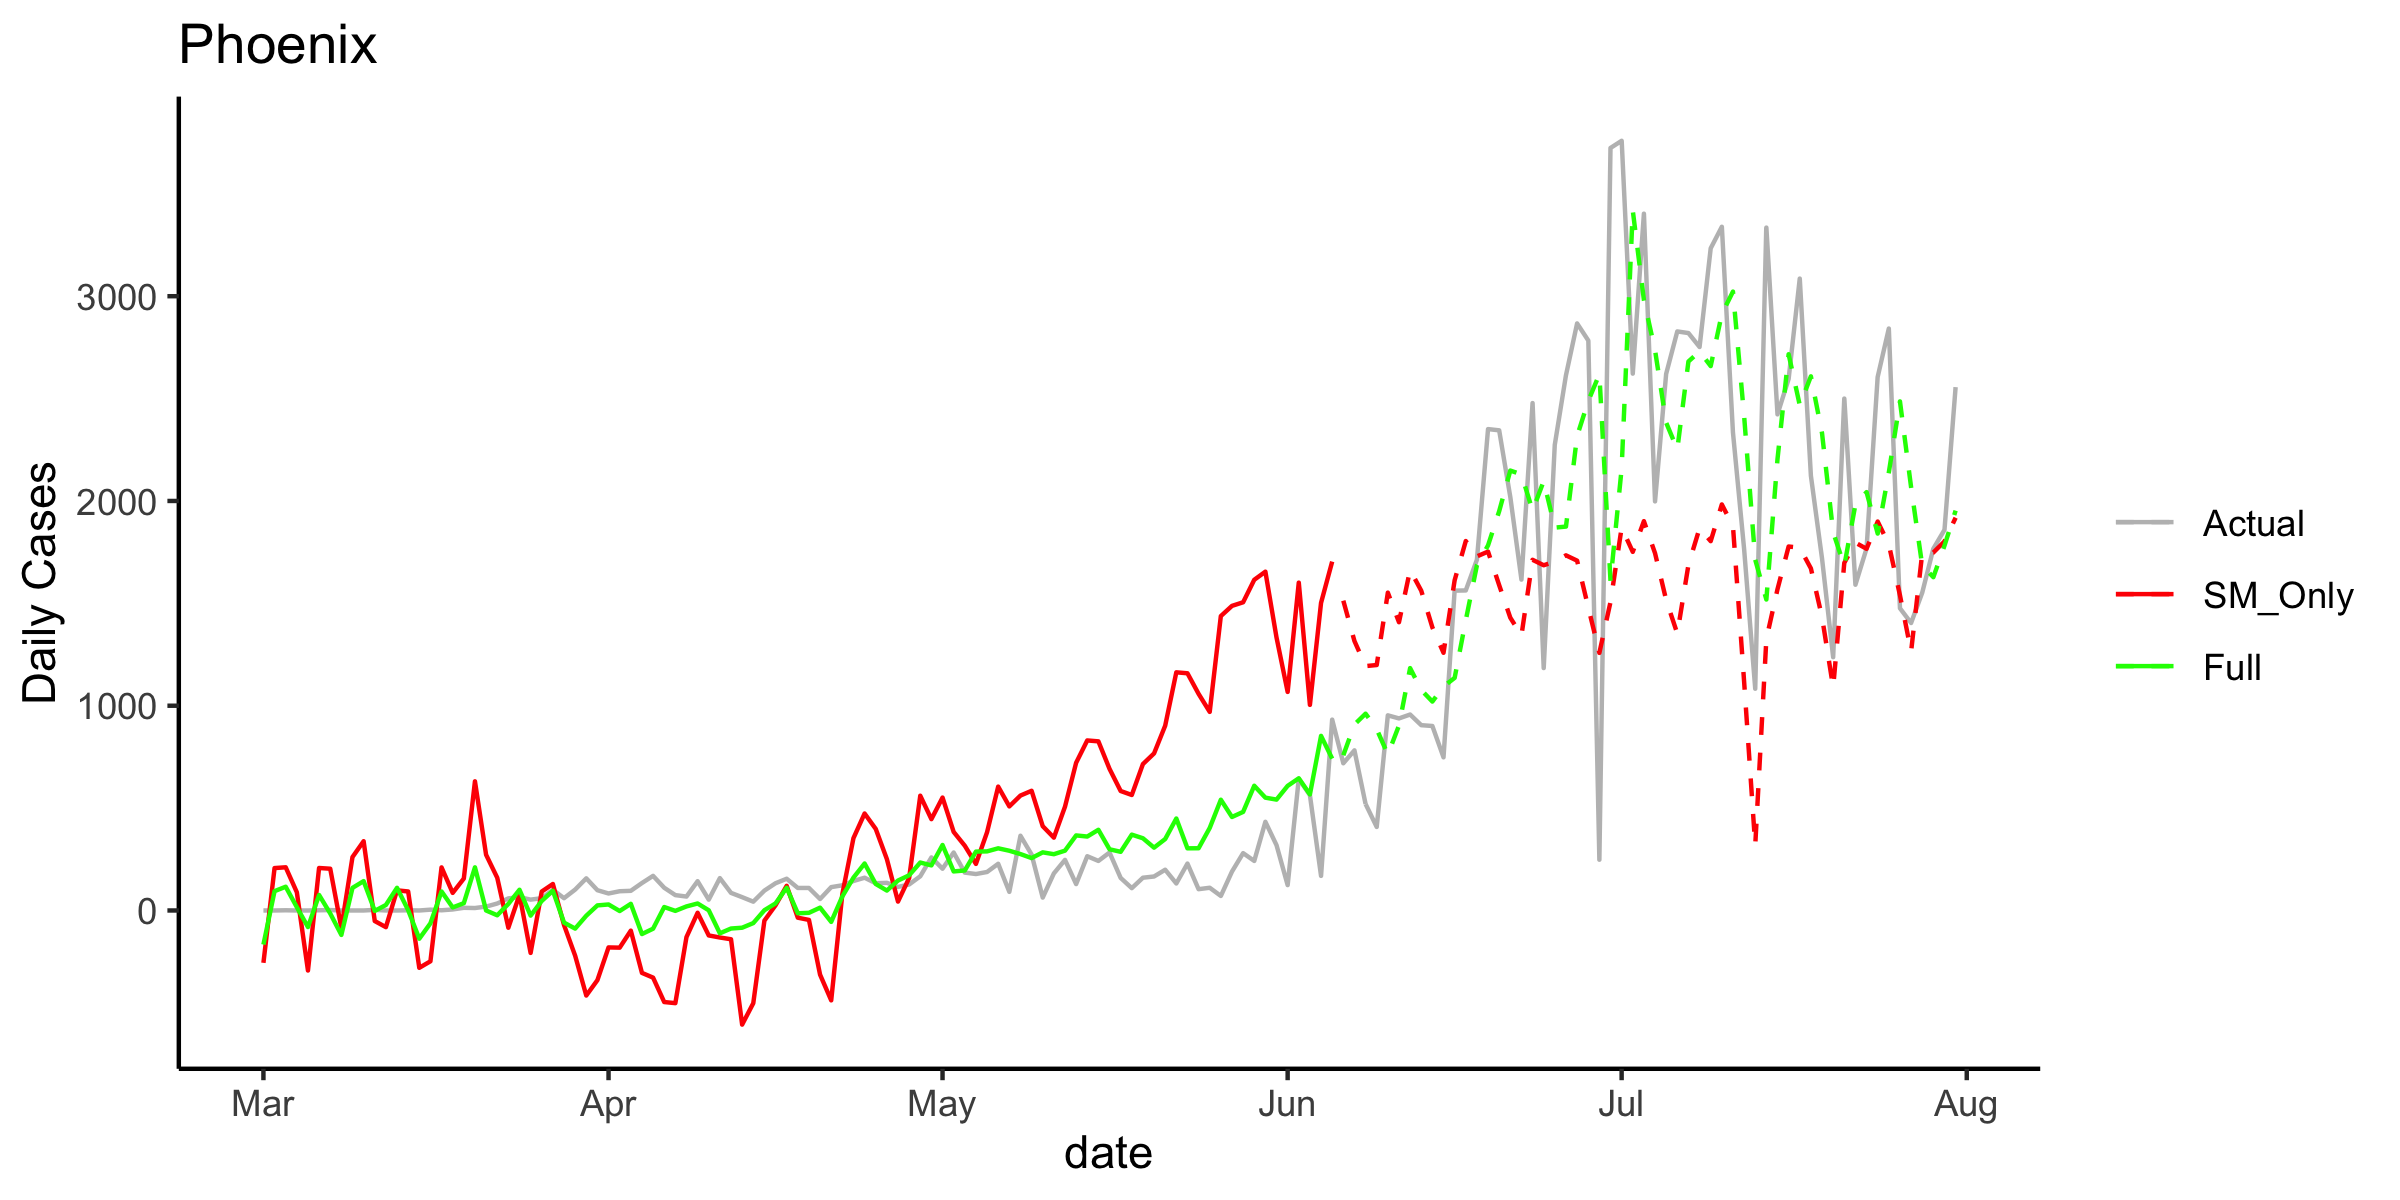 Phoenix
Daily Cases
3000
2000
1000
0
Mar Apr May Jun Jul Aug
date
Actual
SM_Only
Full